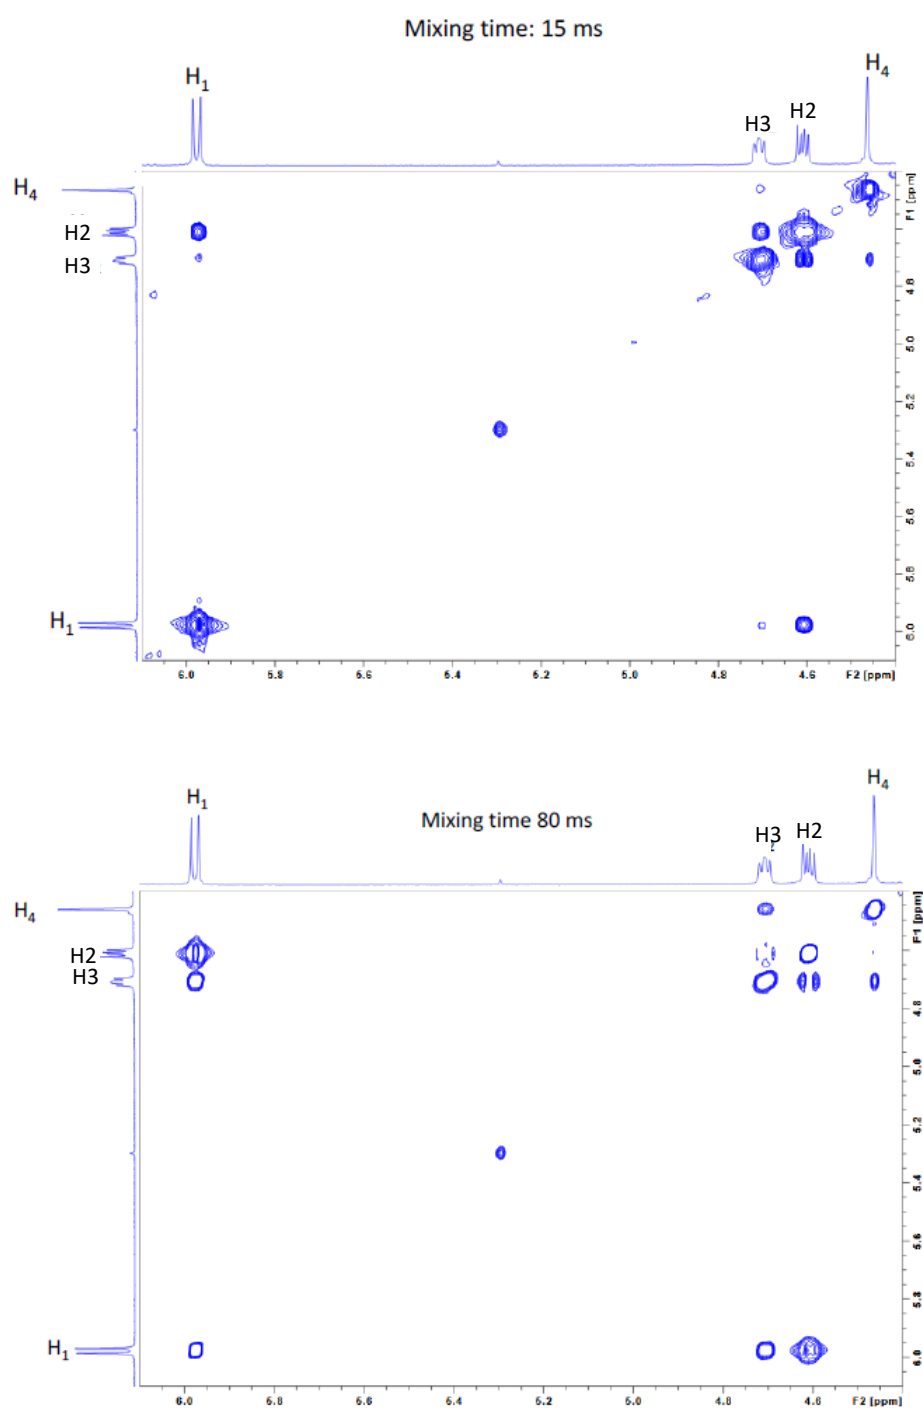 Mixing time: 15 ms
H₁
H₄
H3
H2
H₄
H2
H3
H₁
F1 [ppm]
4.8
5.0
5.2
5.4
5.6
5.8
6.0
6.0 5.8 5.6 5.4 5.2 5.0 4.8 4.6 F2 [ppm]
H₁
Mixing time 80 ms
H₄
H3
H2
H₄
H2
H3
H₁
F1 [ppm]
4.8
5.0
5.2
5.4
5.6
5.8
6.0
6.0 5.8 5.6 5.4 5.2 5.0 4.8 4.6 F2 [ppm]